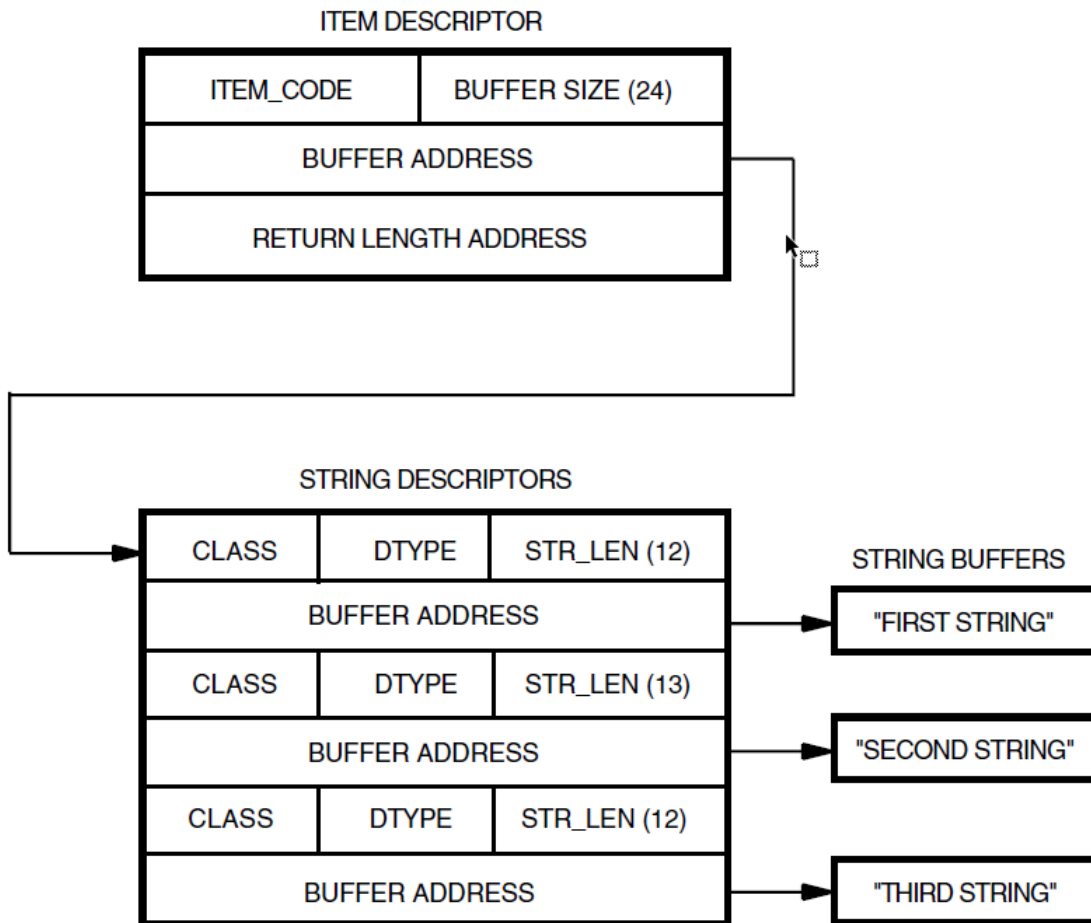 ITEM DESCRIPTOR
ITEM_CODE BUFFER SIZE (24)
BUFFER ADDRESS
RETURN LENGTH ADDRESS
STRING DESCRIPTORS
CLASS DTYPE STR_LEN (12)
STRING BUFFERS
BUFFER ADDRESS "FIRST STRING"
CLASS DTYPE STR_LEN (13)
BUFFER ADDRESS "SECOND STRING"
CLASS DTYPE STR_LEN (12)
BUFFER ADDRESS "THIRD STRING"